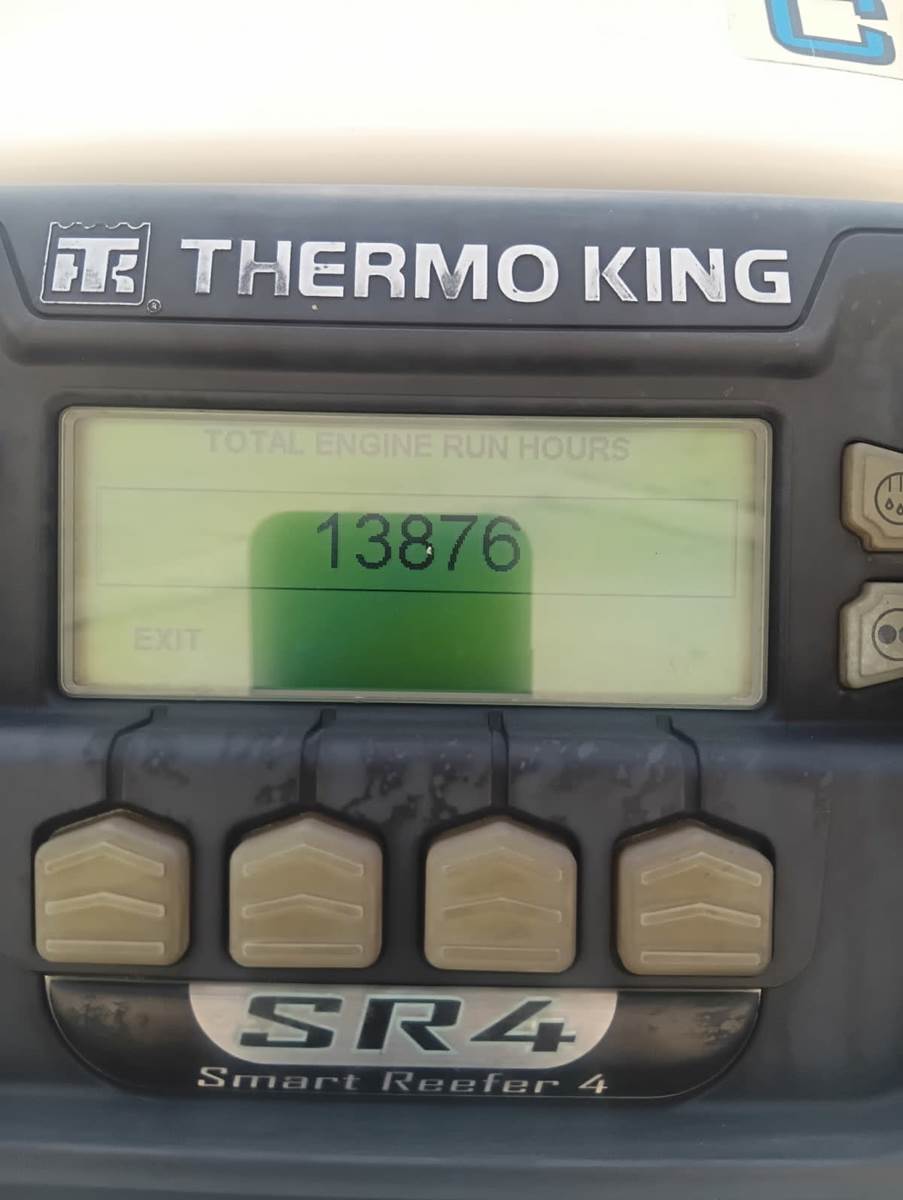 C
TK ®
THERMO KING
TOTAL ENGINE RUN HOURS
13876
EXIT
SR4
Smart Reefer 4